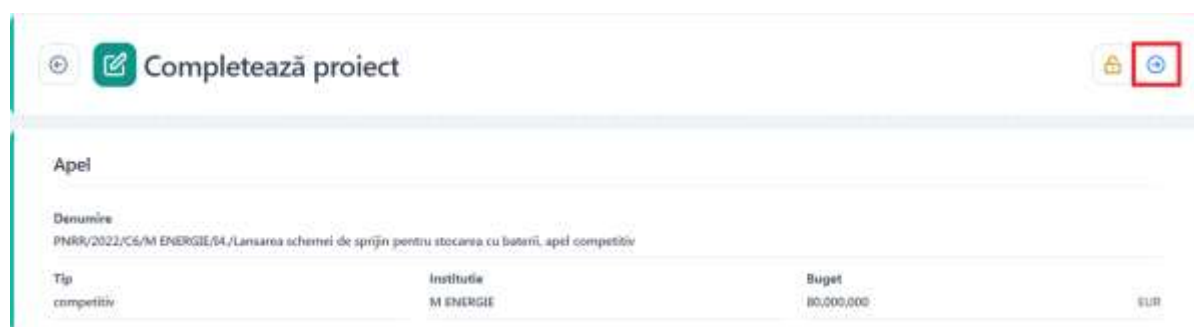 Completează proiect
Apel
Denumire
PNRR/2022/C6/M ENERGIE/I4./Lansarea schemei de sprijin pentru stocarea cu baterii, apel competitiv
Tip Institutie Buget
competitiv M ENERGIE 80,000,000 EUR